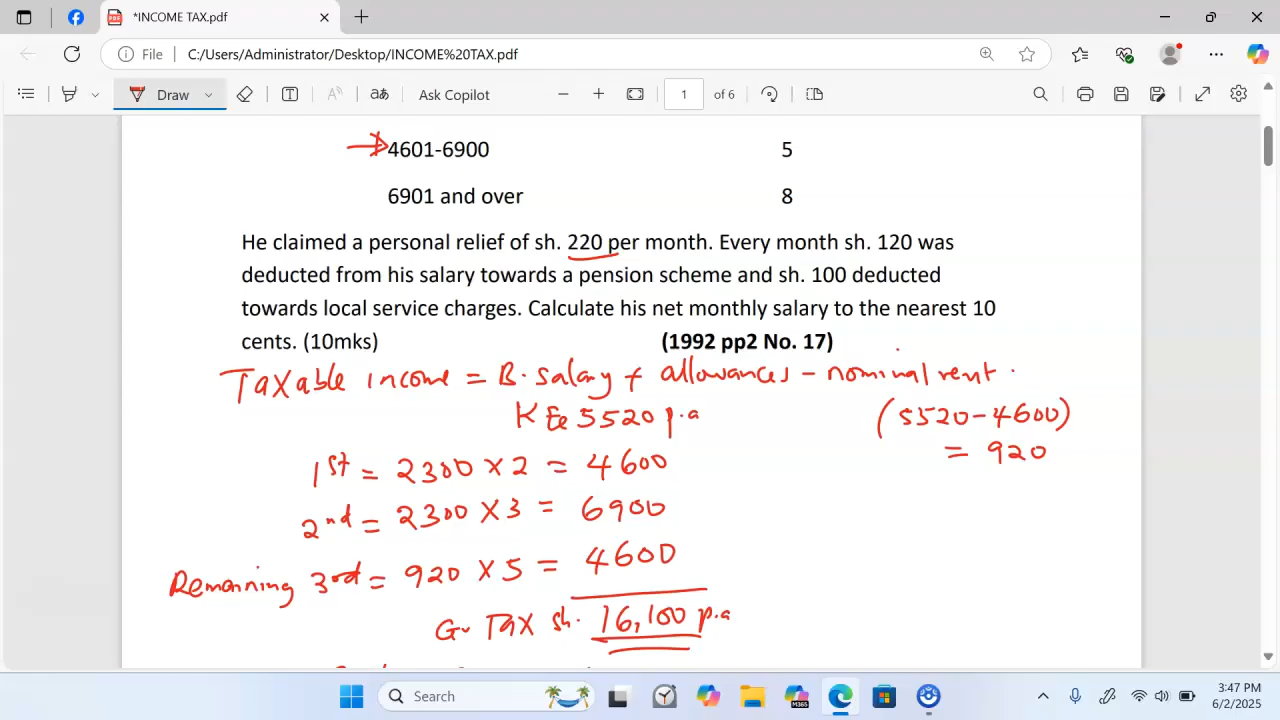 *INCOME TAX.pdf
File C:/Users/Administrator/Desktop/INCOME%20TAX.pdf
Draw Ask Copilot 1 of 6
4601-6900 5
6901 and over 8
He claimed a personal relief of sh. 220 per month. Every month sh. 120 was
deducted from his salary towards a pension scheme and sh. 100 deducted
towards local service charges. Calculate his net monthly salary to the nearest 10
cents. (10mks) (1992 pp2 No. 17)
Taxable income = B. salary + allowances - nominal rent.
K£ 5520 p.a (5520-4600)
= 920
1st = 2300 × 2 = 4600
2nd = 2300 × 3 = 6900
Remaining 3rd = 920 × 5 = 4600
G. Tax sh. 16,100 p.a
Search
3:47 PM
6/2/2025